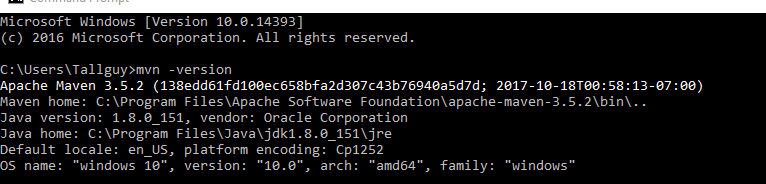 Command Prompt
Microsoft Windows [Version 10.0.14393]
(c) 2016 Microsoft Corporation. All rights reserved.
C:\Users\Tallguy>mvn -version
Apache Maven 3.5.2 (138edd61fd100ec658bfa2d307c43b76940a5d7d; 2017-10-18T00:58:13-07:00)
Maven home: C:\Program Files\Apache Software Foundation\apache-maven-3.5.2\bin\..
Java version: 1.8.0_151, vendor: Oracle Corporation
Java home: C:\Program Files\Java\jdk1.8.0_151\jre
Default locale: en_US, platform encoding: Cp1252
OS name: "windows 10", version: "10.0", arch: "amd64", family: "windows"